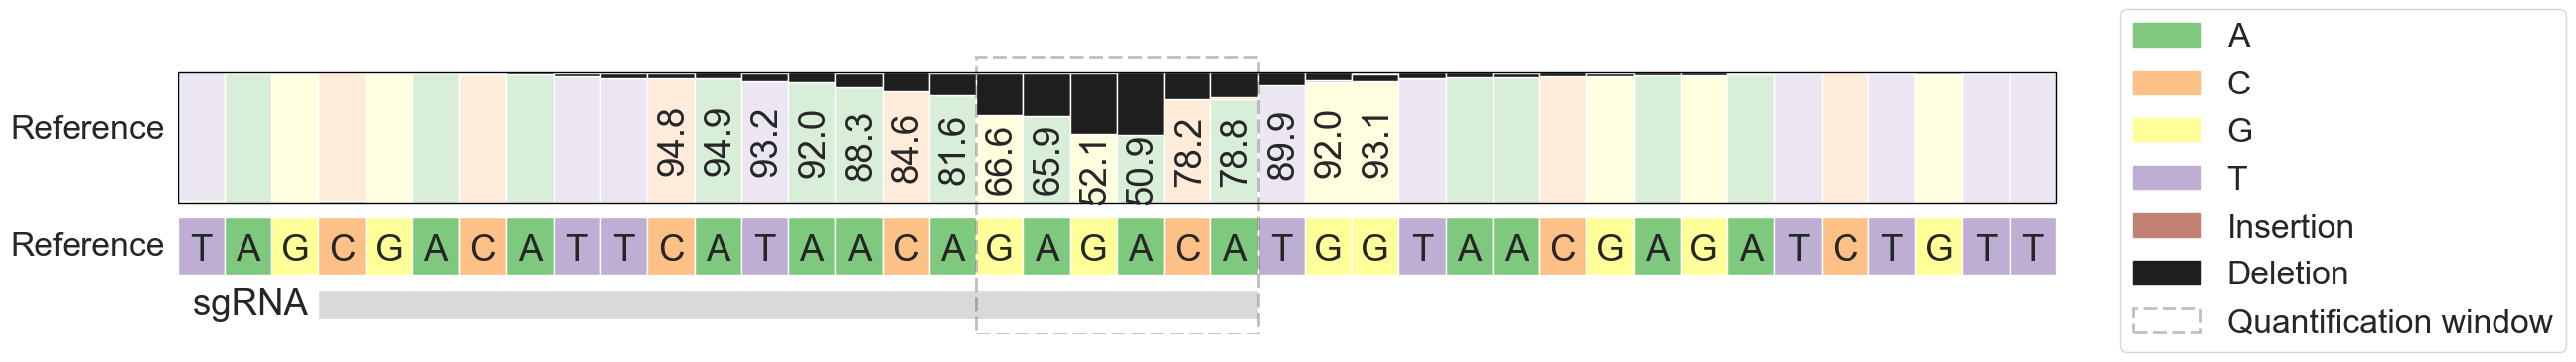 Reference
94.8 94.9 93.2 92.0 88.3 84.6 81.6 66.6 65.9 52.1 50.9 78.2 78.8 89.9 92.0 93.1
Reference T A G C G A C A T T C A T A A C A G A G A C A T G G T A A C G A G A T C T G T T
sgRNA
A
C
G
T
Insertion
Deletion
Quantification window